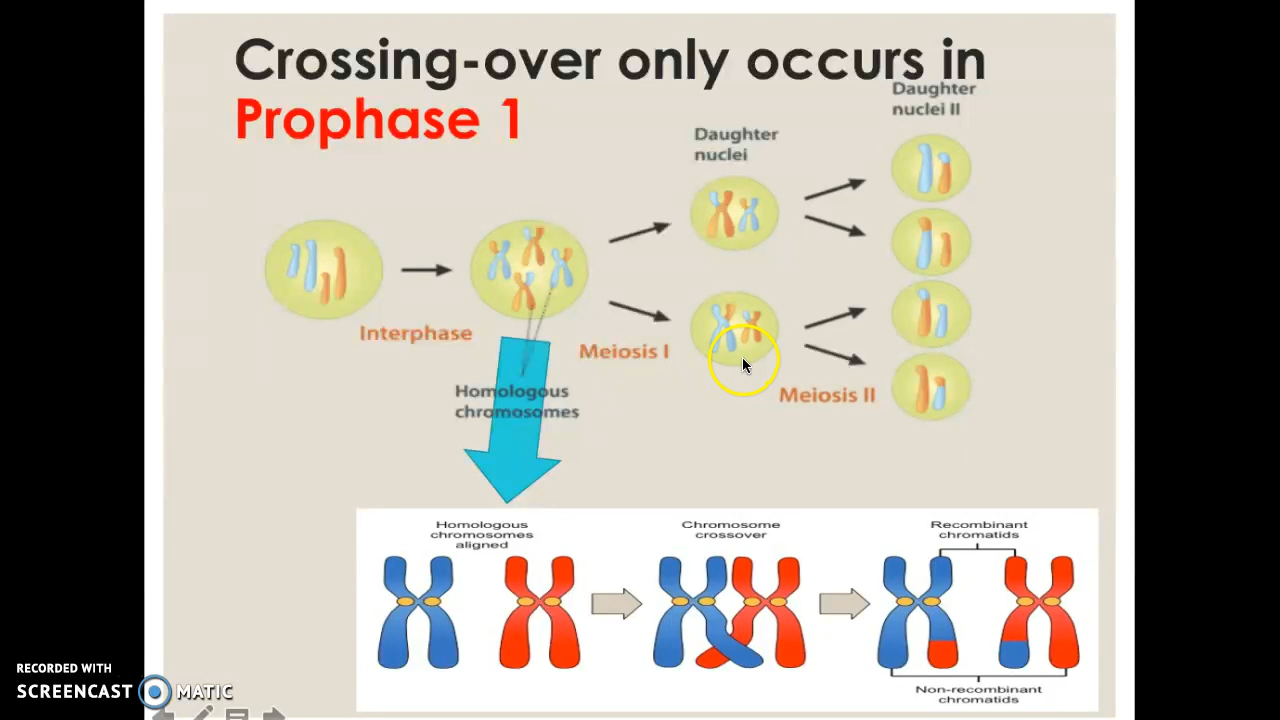 Crossing-over only occurs in
Prophase 1
Daughter
nuclei II
Daughter
nuclei
Interphase
Meiosis I
Homologous
chromosomes
Meiosis II
Homologous
chromosomes
aligned
Chromosome
crossover
Recombinant
chromatids
Non-recombinant
chromatids
RECORDED WITH
SCREENCAST MATIC